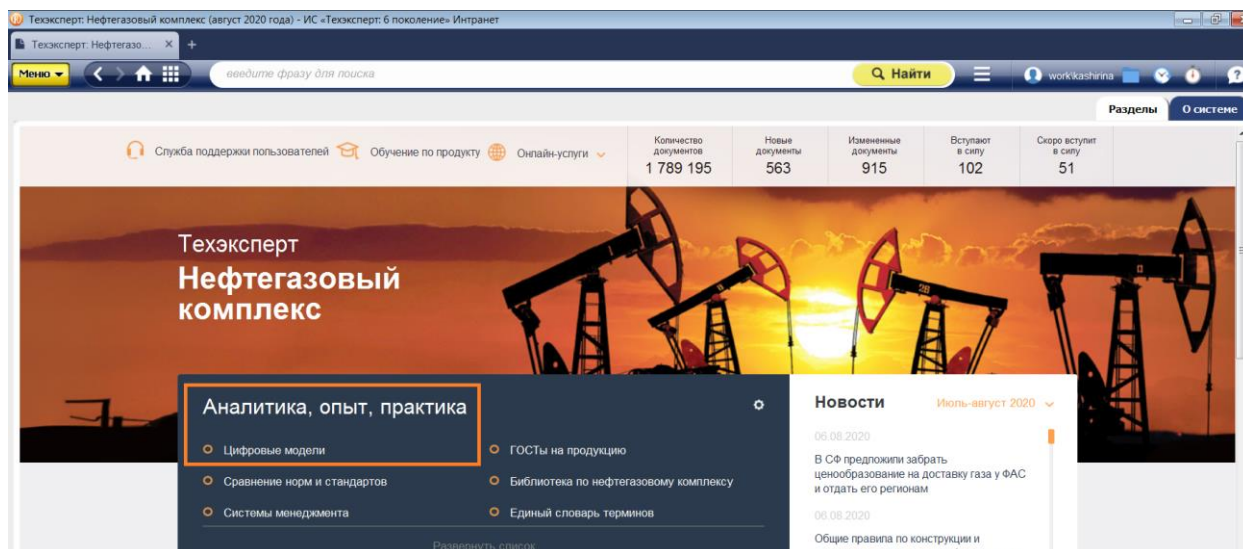 Техэксперт: Нефтегазовый комплекс (август 2020 года) - ИС «Техэксперт: 6 поколение» Интранет
Техэксперт: Нефтегазо...
Меню
введите фразу для поиска
Найти
work\kashirina
Разделы
О системе
Служба поддержки пользователей
Обучение по продукту
Онлайн-услуги
Количество
документов
1 789 195
Новые
документы
563
Измененные
документы
915
Вступают
в силу
102
Скоро вступит
в силу
51
Техэксперт
Нефтегазовый
комплекс
Аналитика, опыт, практика
Цифровые модели
ГОСТы на продукцию
Сравнение норм и стандартов
Библиотека по нефтегазовому комплексу
Системы менеджмента
Единый словарь терминов
Развернуть список
Новости
Июль-август 2020
06.08.2020
В СФ предложили забрать
ценообразование на доставку газа у ФАС
и отдать его регионам
06.08.2020
Общие правила по конструкции и